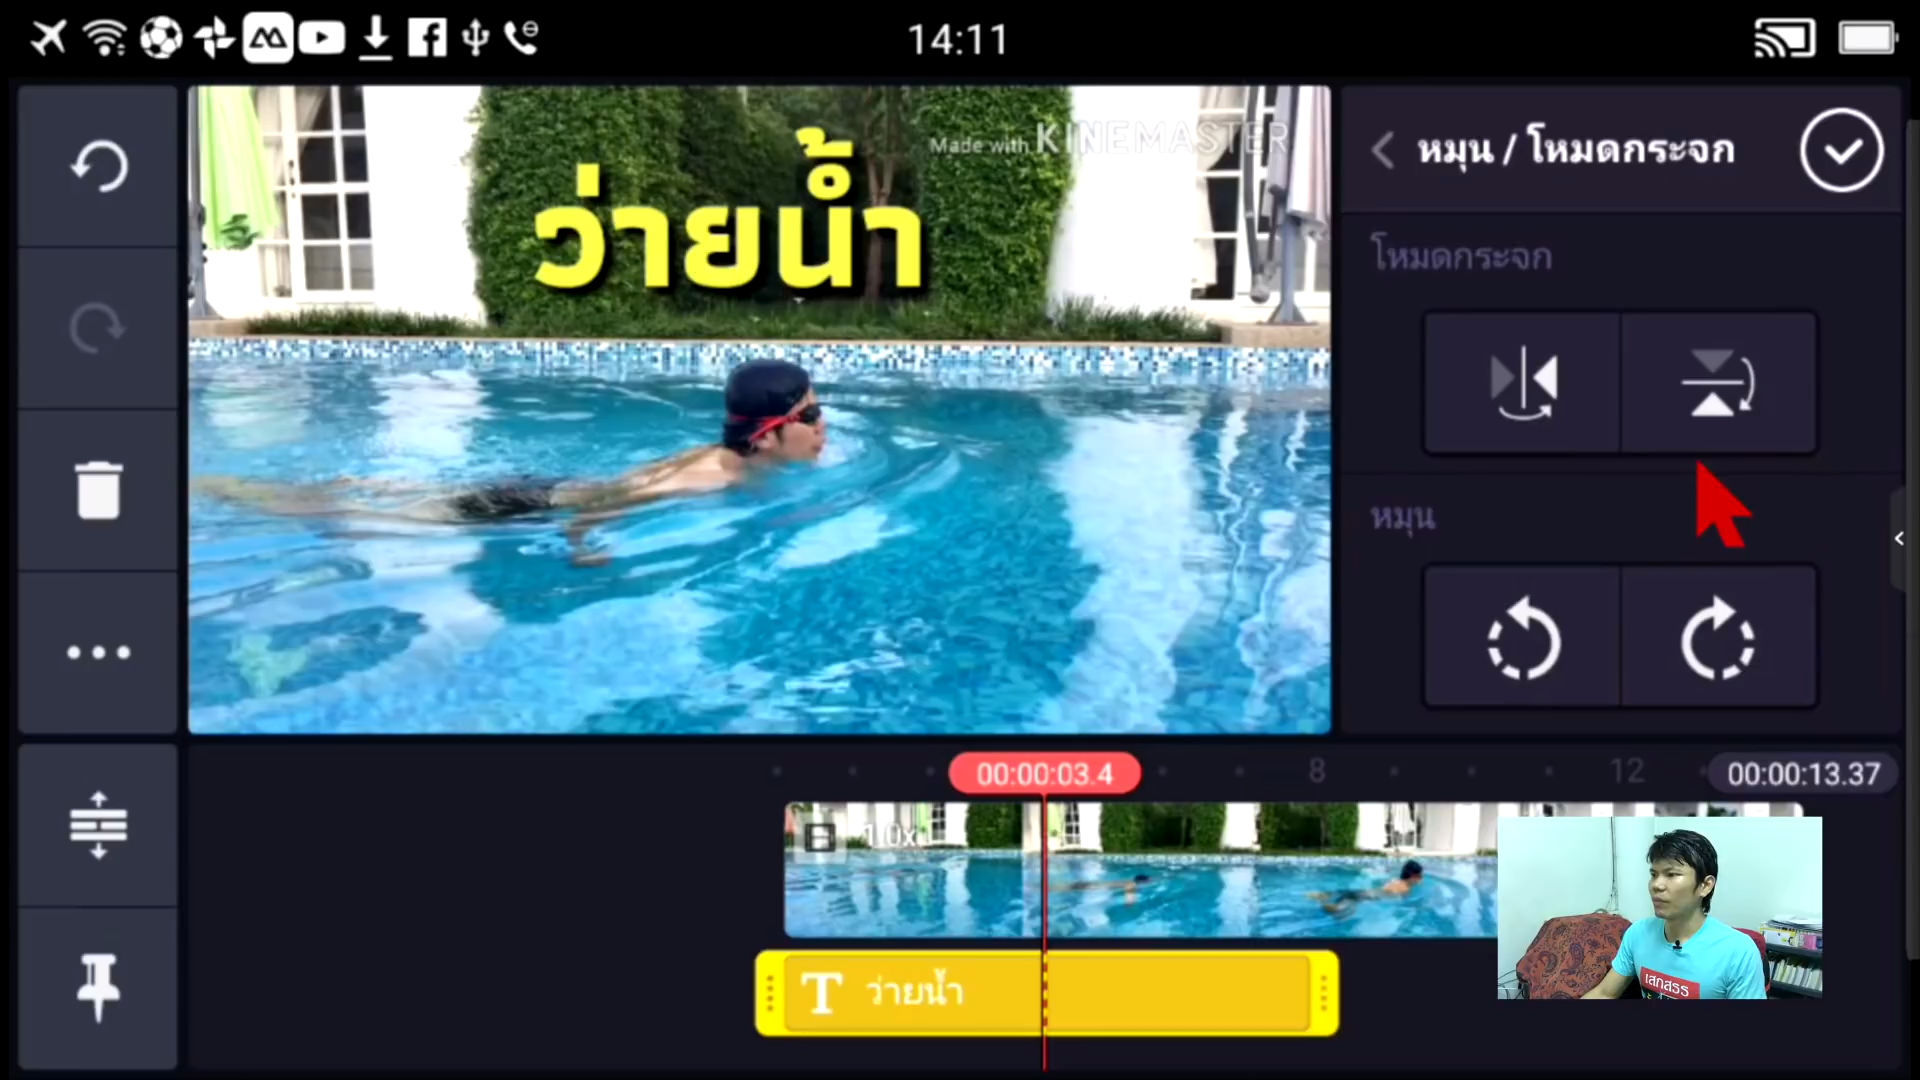 14:11
Made with KINEMASTER
ว่ายน้ำ
หมุน / โหมดกระจก
โหมดกระจก
หมุน
00:00:03.4
8
12
00:00:13.37
1.0x
T ว่ายน้ำ
เสกสรร